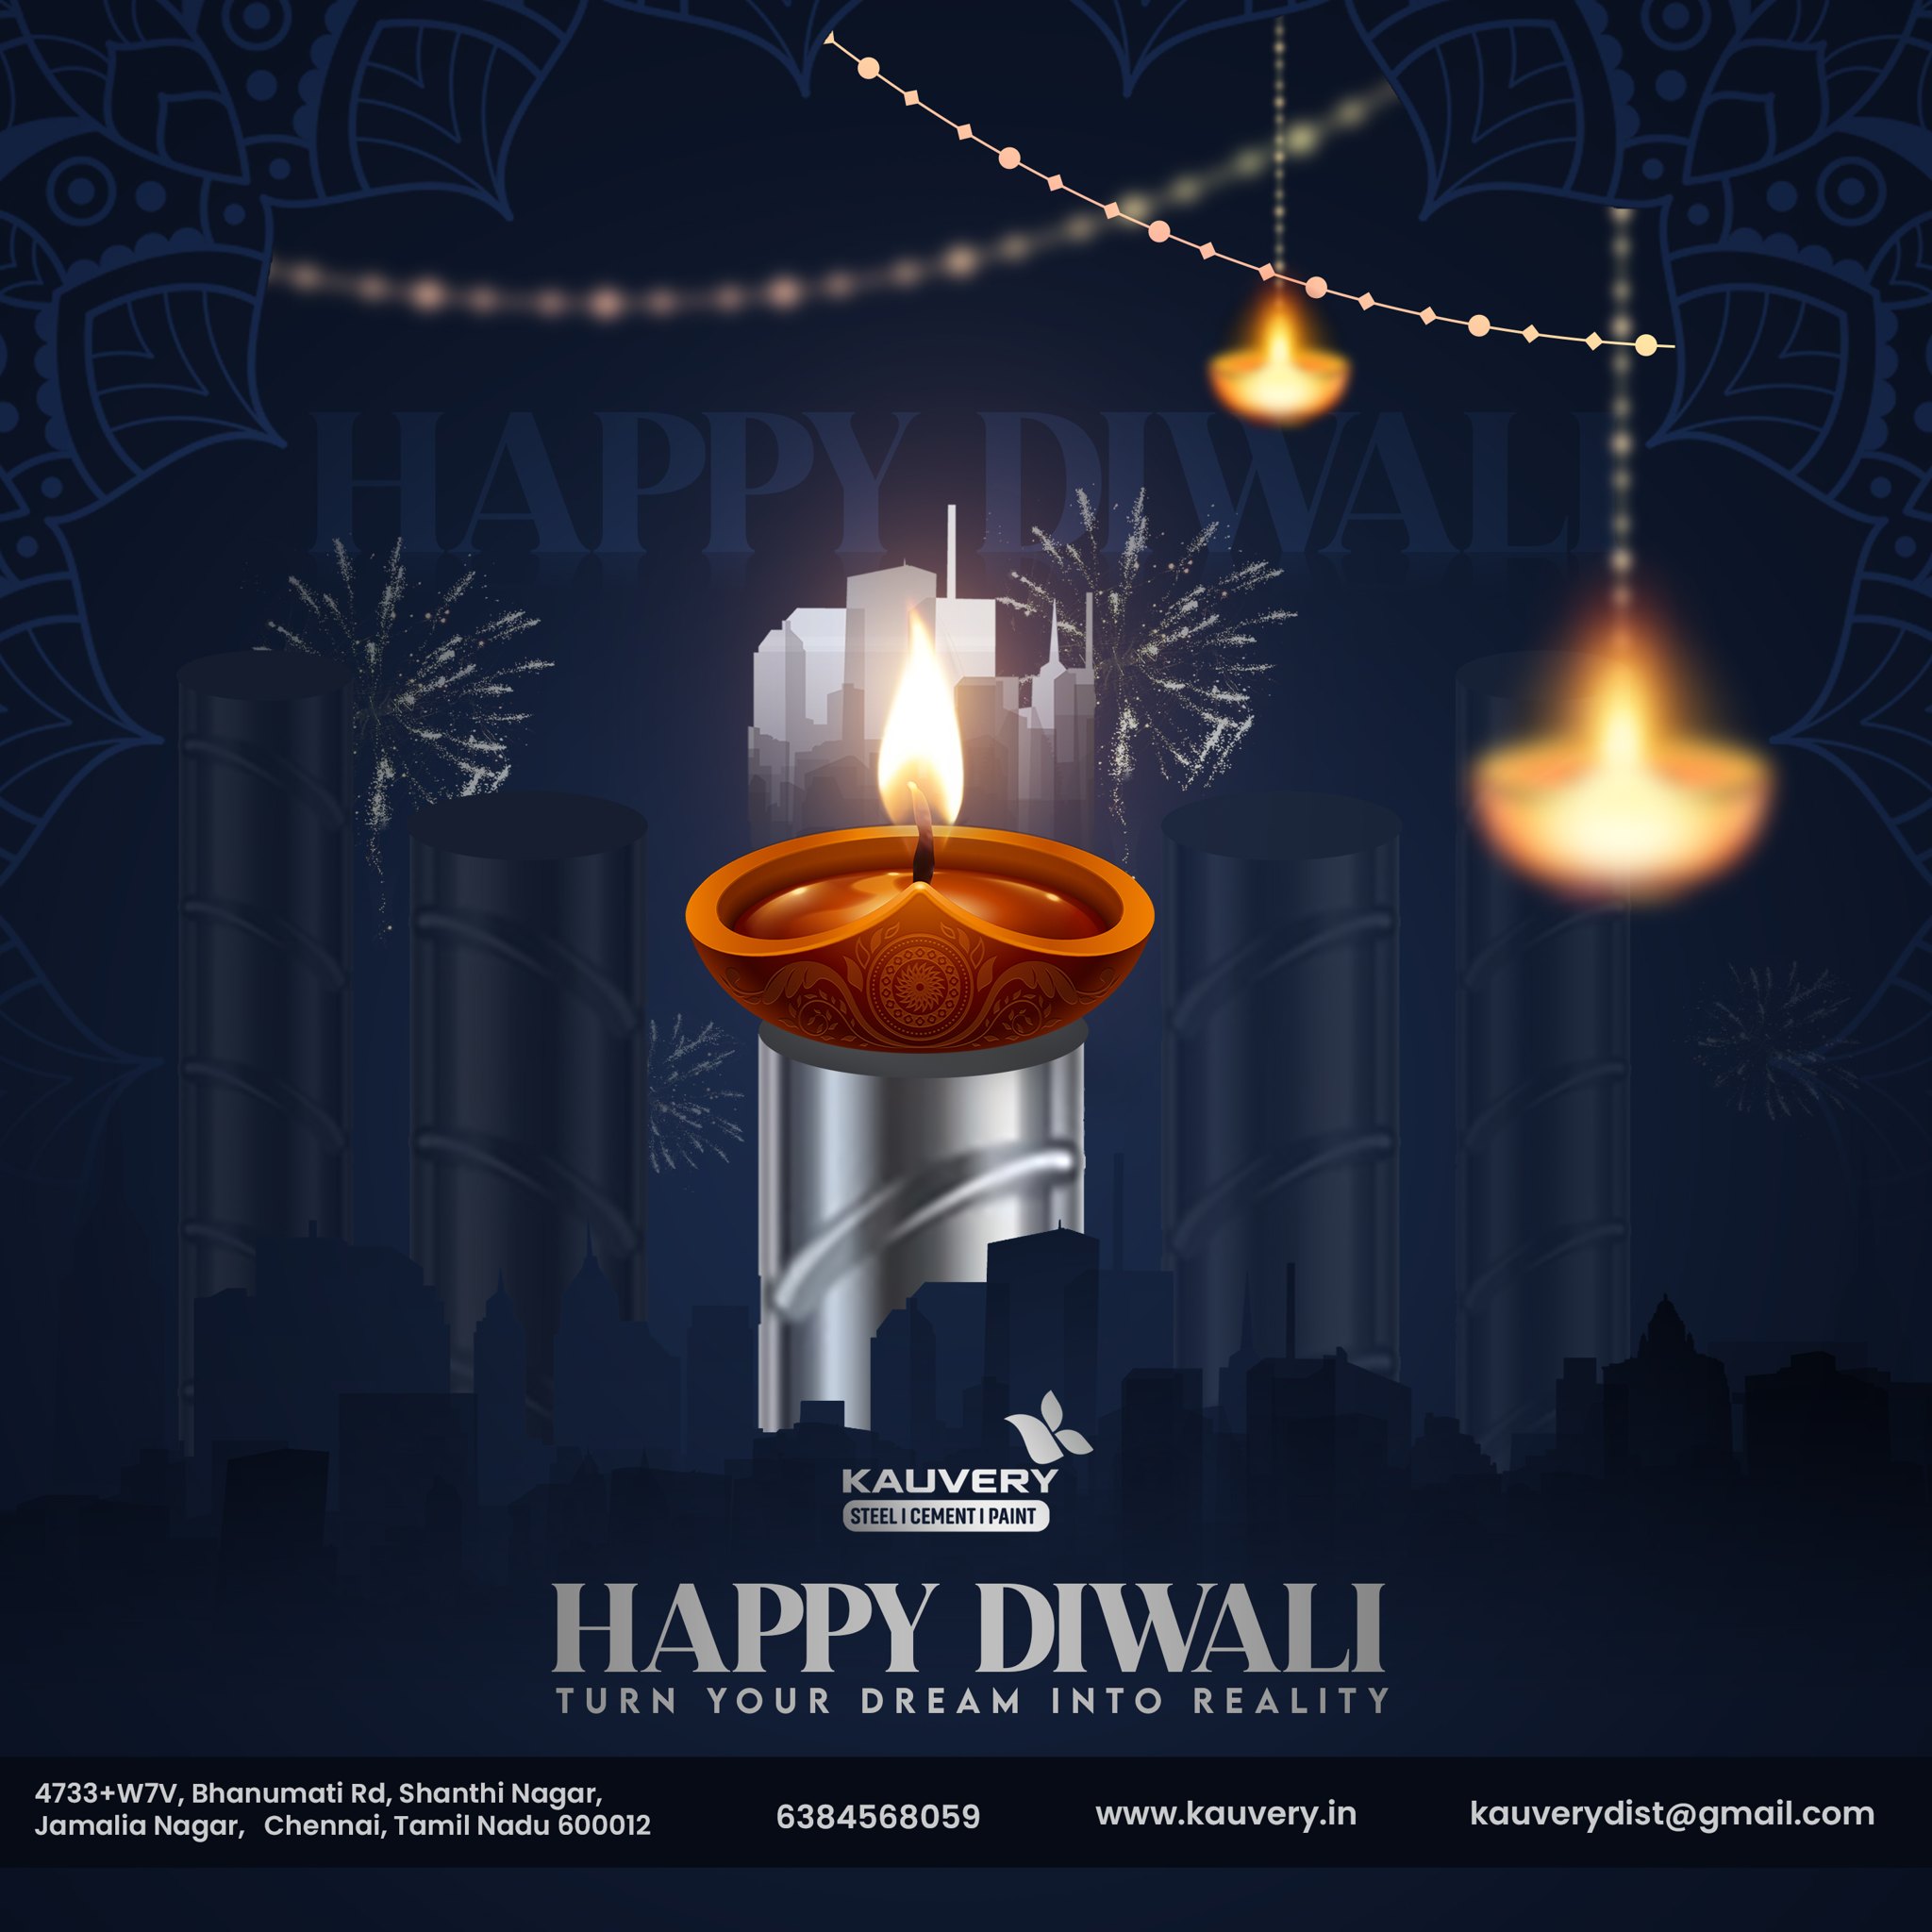 HAPPY DIWALI
KAUVERY
STEEL | CEMENT | PAINT
HAPPY DIWALI
TURN YOUR DREAM INTO REALITY
4733+W7V, Bhanumati Rd, Shanthi Nagar,
Jamalia Nagar, Chennai, Tamil Nadu 600012
6384568059
www.kauvery.in
kauverydist@gmail.com